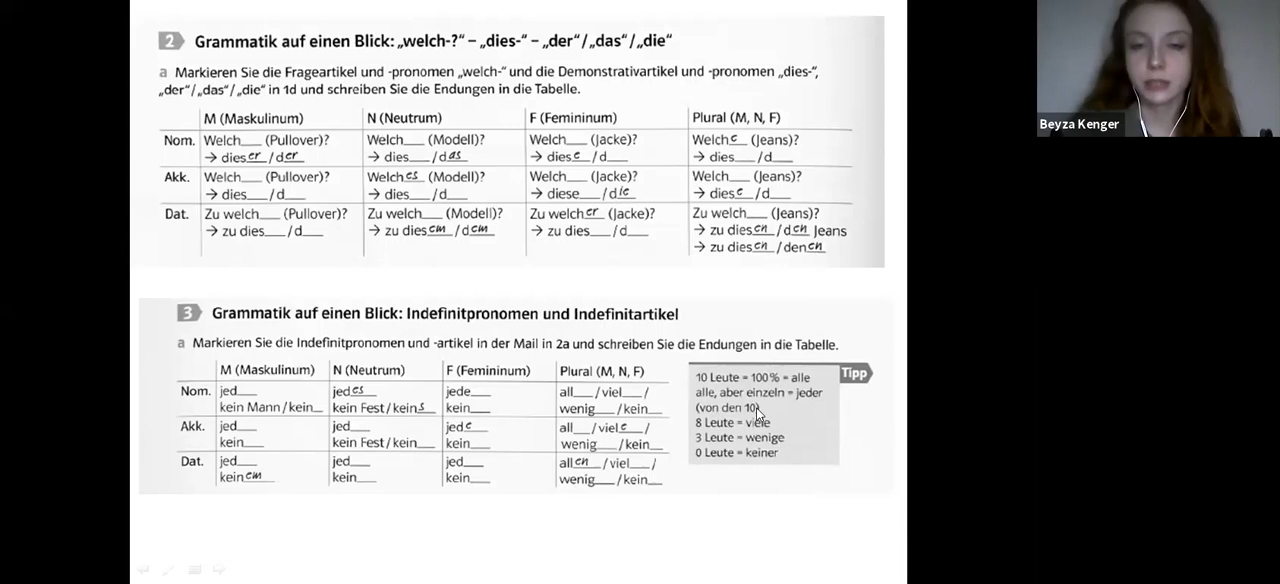 2 Grammatik auf einen Blick: „welch-?“ – „dies-“ – „der“/„das“/„die“
a Markieren Sie die Frageartikel und -pronomen „welch-“ und die Demonstrativartikel und -pronomen „dies-“,
„der“/„das“/„die“ in 1d und schreiben Sie die Endungen in die Tabelle.
M (Maskulinum) N (Neutrum) F (Femininum) Plural (M, N, F)
Nom. Welch___ (Pullover)? Welch___ (Modell)? Welch___ (Jacke)? Welche (Jeans)?
→ dieser / der → dies___/das → diese / d___ → dies___/d___
Akk. Welch___ (Pullover)? Welches (Modell)? Welch___ (Jacke)? Welch___ (Jeans)?
→ dies___/d___ → dies___/d___ → diese / die → diese / d___
Dat. Zu welch___ (Pullover)? Zu welch___ (Modell)? Zu welcher (Jacke)? Zu welch___ (Jeans)?
→ zu dies___/d___ → zu diesem / dem → zu dies___/d___ → zu diesen / den Jeans
→ zu diesen / denen
3 Grammatik auf einen Blick: Indefinitpronomen und Indefinitartikel
a Markieren Sie die Indefinitpronomen und -artikel in der Mail in 2a und schreiben Sie die Endungen in die Tabelle.
M (Maskulinum) N (Neutrum) F (Femininum) Plural (M, N, F)
Nom. jed___ jedes jede___ all___/viel___/
kein Mann/kein__ kein Fest/keins kein___ wenig___/kein__
Akk. jed___ jed___ jede all___/viele /
kein___ kein Fest/kein___ kein___ wenig___/kein__
Dat. jed___ jed___ jed___ allen /viel___/
keinem kein___ kein___ wenig___/kein__
Tipp
10 Leute = 100% = alle
alle, aber einzeln = jeder
(von den 10)
8 Leute = viele
3 Leute = wenige
0 Leute = keiner
Beyza Kenger